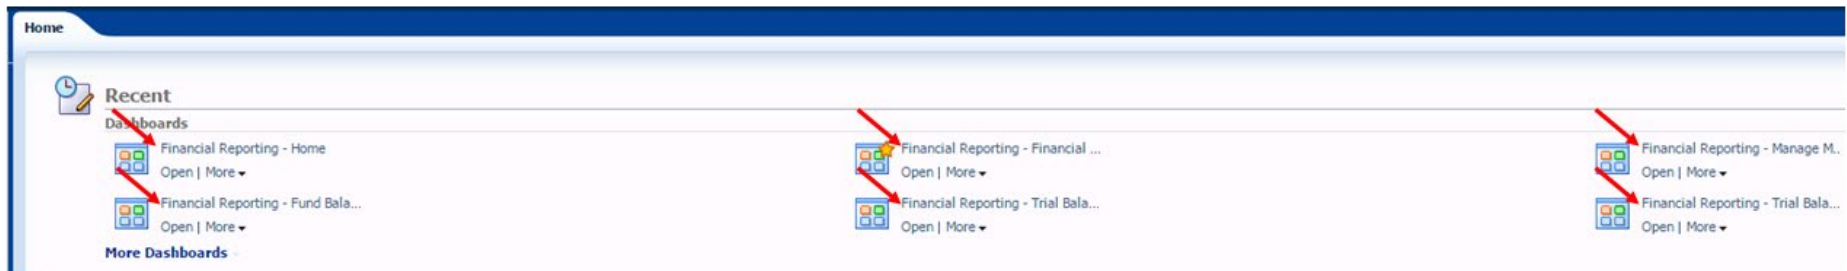 Home
Recent
Dashboards
Financial Reporting - Home
Open | More
Financial Reporting - Financial ...
Open | More
Financial Reporting - Manage M..
Open | More
Financial Reporting - Fund Bala...
Open | More
Financial Reporting - Trial Bala...
Open | More
Financial Reporting - Trial Bala...
Open | More
More Dashboards